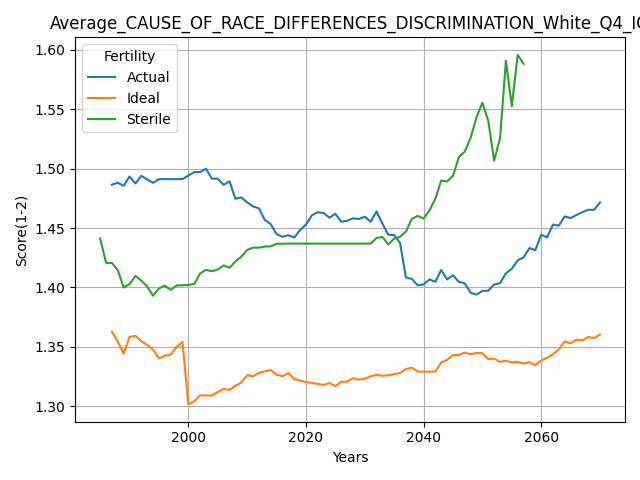 Average_CAUSE_OF_RACE_DIFFERENCES_DISCRIMINATION_White_Q4_IQ
1.60
Fertility
Actual
Ideal
Sterile
1.55
1.50
1.45
1.40
1.35
1.30
Score(1-2)
2000
2020
2040
2060
Years